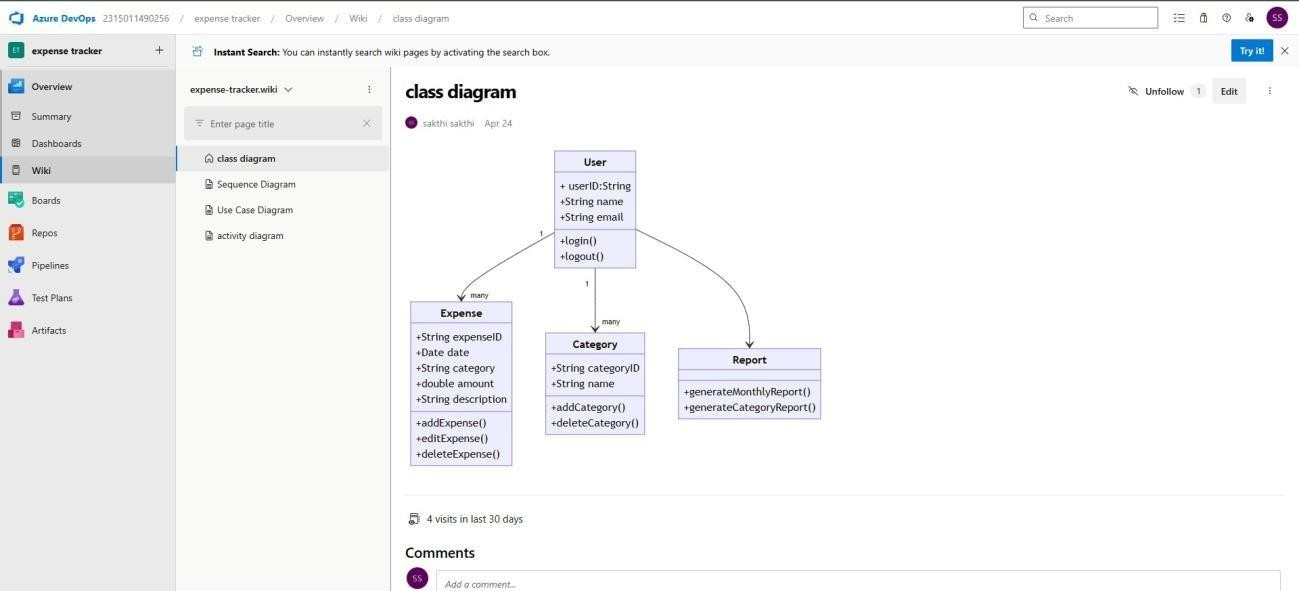 Azure DevOps 2315011490256 / expense tracker / Overview / Wiki / class diagram
Search
SS
ET expense tracker +
Instant Search: You can instantly search wiki pages by activating the search box.
Try it!
Overview
Summary
Dashboards
Wiki
Boards
Repos
Pipelines
Test Plans
Artifacts
expense-tracker.wiki
Enter page title
class diagram
Sequence Diagram
Use Case Diagram
activity diagram
class diagram
Unfollow 1 Edit
sakthi sakthi Apr 24
User
+ userID:String
+String name
+String email
+login()
+logout()
1
many
1
many
Expense
+String expenseID
+Date date
+String category
+double amount
+String description
+addExpense()
+editExpense()
+deleteExpense()
Category
+String categoryID
+String name
+addCategory()
+deleteCategory()
Report
+generateMonthlyReport()
+generateCategoryReport()
4 visits in last 30 days
Comments
SS
Add a comment...